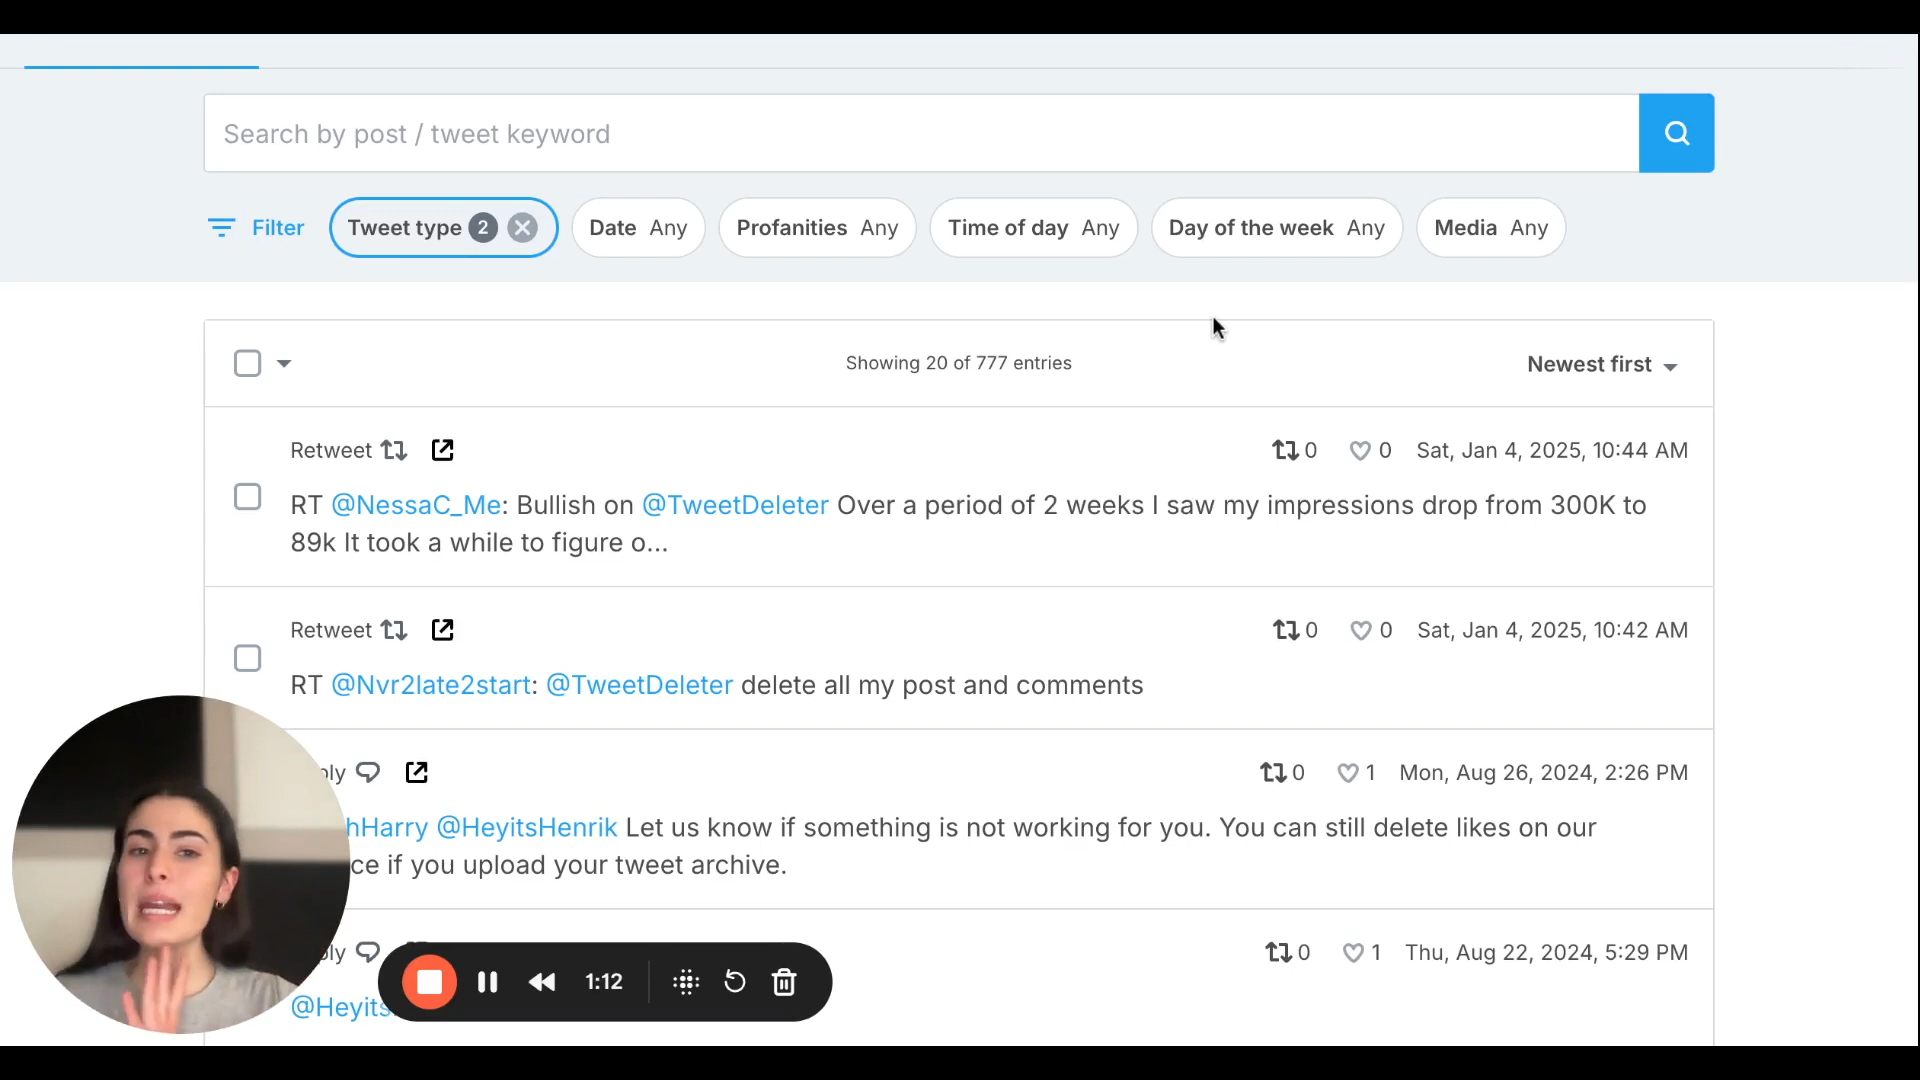 Search by post / tweet keyword
Filter
Tweet type 2
Date Any
Profanities Any
Time of day Any
Day of the week Any
Media Any
Showing 20 of 777 entries
Newest first
Retweet
0 0 Sat, Jan 4, 2025, 10:44 AM
RT @NessaC_Me: Bullish on @TweetDeleter Over a period of 2 weeks I saw my impressions drop from 300K to
89k It took a while to figure o...
Retweet
0 0 Sat, Jan 4, 2025, 10:42 AM
RT @Nvr2late2start: @TweetDeleter delete all my post and comments
ply
0 1 Mon, Aug 26, 2024, 2:26 PM
hHarry @HeyitsHenrik Let us know if something is not working for you. You can still delete likes on our
ce if you upload your tweet archive.
ply
0 1 Thu, Aug 22, 2024, 5:29 PM
@Heyits
1:12